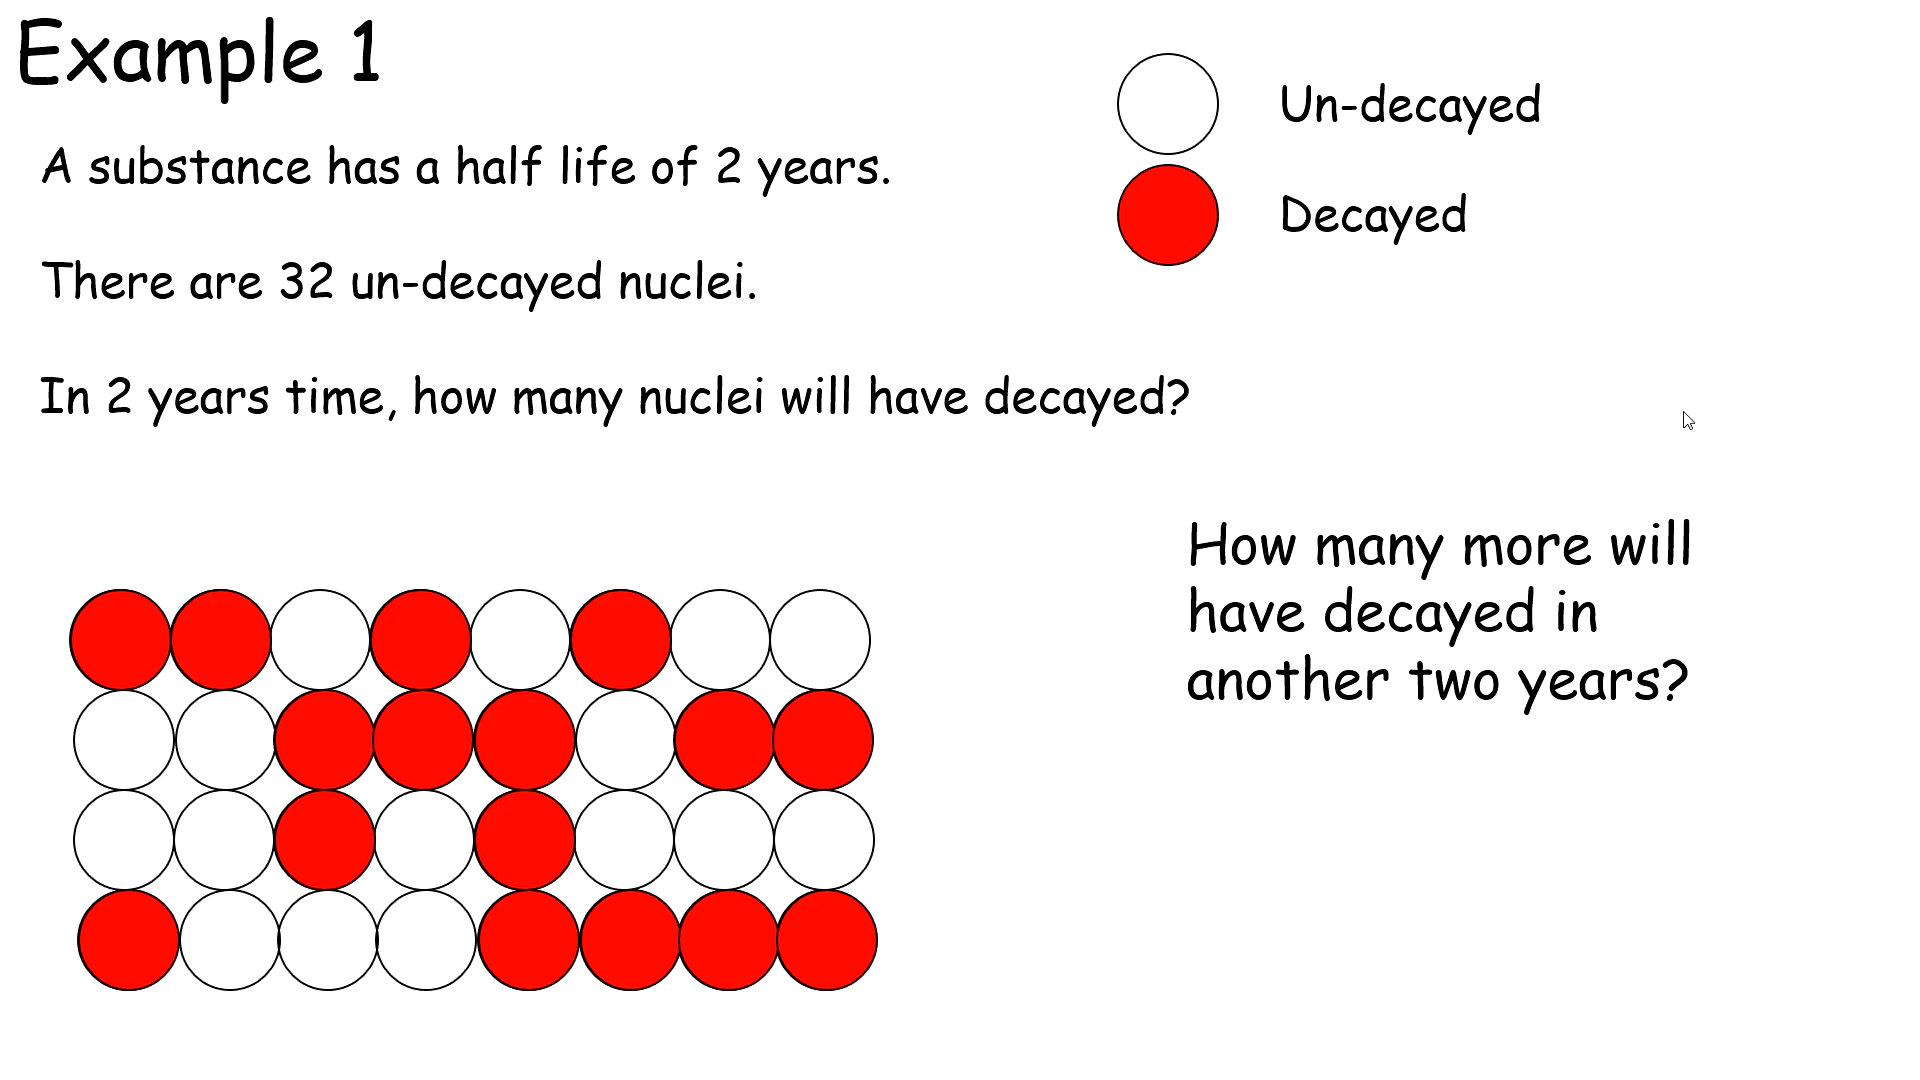 Example 1
Un-decayed
A substance has a half life of 2 years.
Decayed
There are 32 un-decayed nuclei.
In 2 years time, how many nuclei will have decayed?
How many more will
have decayed in
another two years?